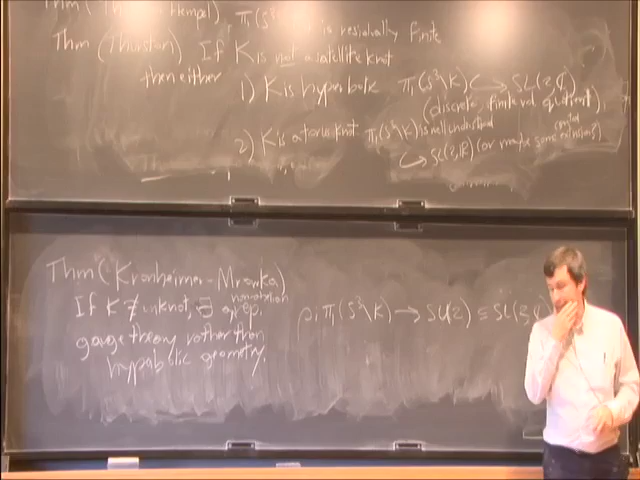 Thm (Thurston-Hempel) π₁(S³\K) is residually finite
Thm (Thurston) If K is not a satellite knot
then either
1) K is hyperbolic π₁(S³\K) ↪ SL(2,ℂ)
(discrete, finite vol quotient),
2) K is a torus knot π₁(S³\K) is well understood
↪ SL(2,ℝ) (or maybe some central extensions)
Thm (Kronheimer-Mrowka)
If K ≠ unknot, ∃ nonabelian rep. ρ: π₁(S³\K) → SU(2) ⊆ SL(2,ℂ)
gauge theory rather than
hyperbolic geometry.